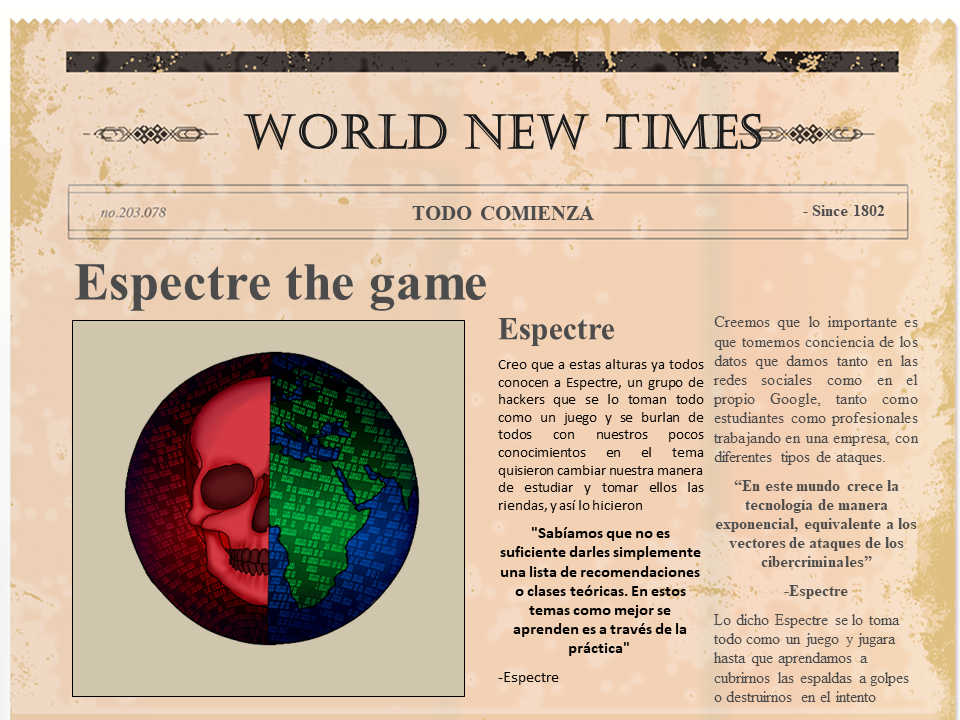 WORLD NEW TIMES
no.203.078
TODO COMIENZA
- Since 1802
Espectre the game
Espectre
Creo que a estas alturas ya todos
conocen a Espectre, un grupo de
hackers que se lo toman todo
como un juego y se burlan de
todos con nuestros pocos
conocimientos en el tema
quisieron cambiar nuestra manera
de estudiar y tomar ellos las
riendas, y así lo hicieron
"Sabíamos que no es
suficiente darles simplemente
una lista de recomendaciones
o clases teóricas. En estos
temas como mejor se
aprenden es a través de la
práctica"
-Espectre
Creemos que lo importante es
que tomemos conciencia de los
datos que damos tanto en las
redes sociales como en el
propio Google, tanto como
estudiantes como profesionales
trabajando en una empresa, con
diferentes tipos de ataques.
“En este mundo crece la
tecnología de manera
exponencial, equivalente a los
vectores de ataques de los
cibercriminales”
-Espectre
Lo dicho Espectre se lo toma
todo como un juego y jugara
hasta que aprendamos a
cubrirnos las espaldas a golpes
o destruirnos en el intento